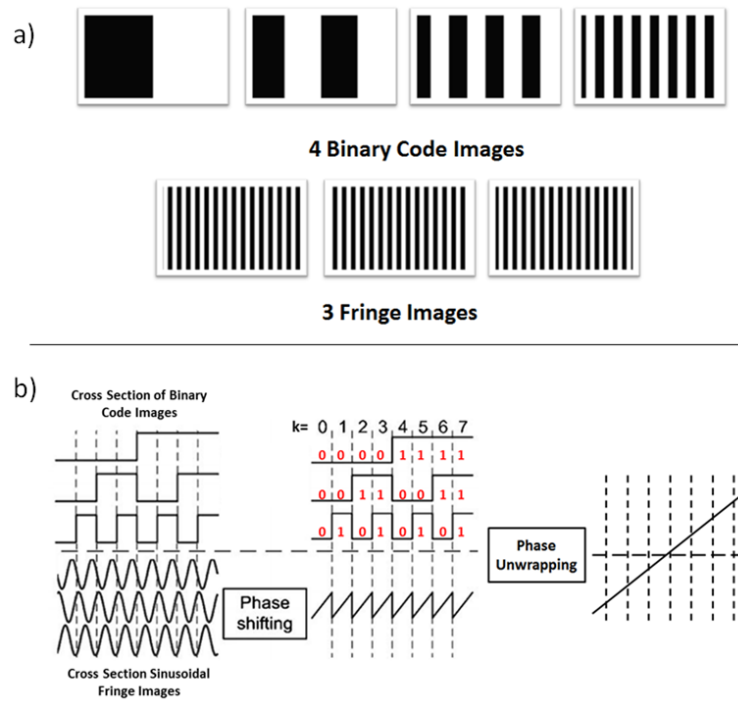 a)
4 Binary Code Images
3 Fringe Images
b)
Cross Section of Binary
Code Images
k= 0 1 2 3 4 5 6 7
0 0 0 0 1 1 1 1
0 0 1 1 0 0 1 1
0 1 0 1 0 1 0 1
Phase
shifting
Phase
Unwrapping
Cross Section Sinusoidal
Fringe Images